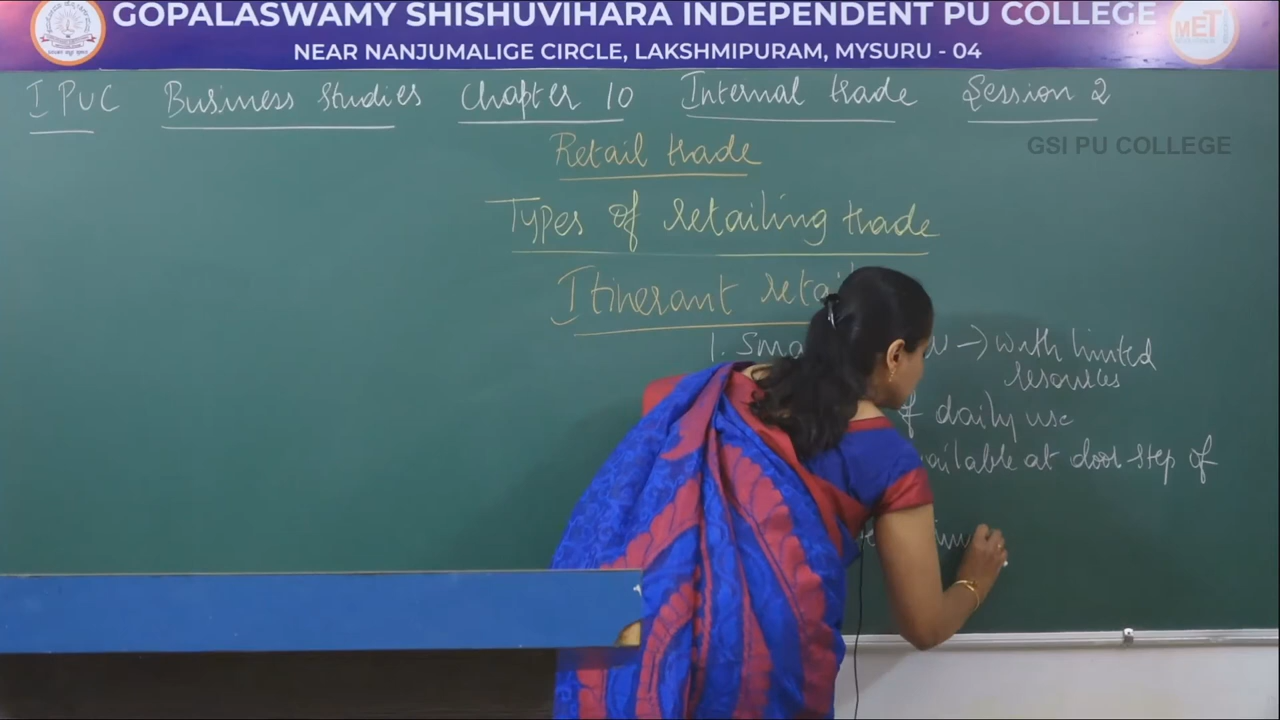 GOPALASWAMY SHISHUVIHARA INDEPENDENT PU COLLEGE
NEAR NANJUMALIGE CIRCLE, LAKSHMIPURAM, MYSURU - 04
MET
I PUC Business Studies Chapter 10 Internal trade Session 2
GSI PU COLLEGE
Retail trade
Types of retailing trade
Itinerant
1. → with limited
resources
of daily use
at door step of